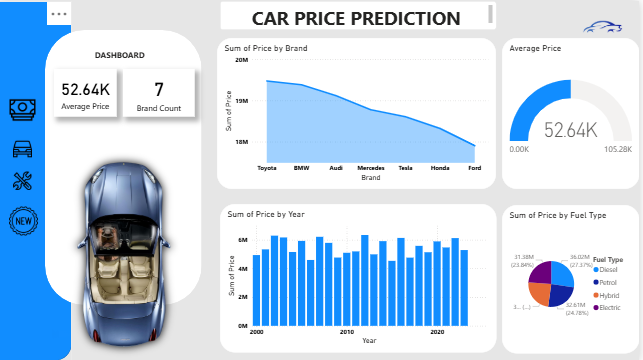 ...
CAR PRICE PREDICTION
DASHBOARD
52.64K
Average Price
7
Brand Count
NEW
Sum of Price by Brand
Sum of Price
20M
19M
18M
Toyota BMW Audi Mercedes Tesla Honda Ford
Brand
Average Price
52.64K
0.00K
105.28K
Sum of Price by Year
Sum of Price
6M
4M
2M
0M
2000 2010 2020
Year
Sum of Price by Fuel Type
31.38M
(23.84%)
36.02M
(27.37%)
3... (...)
32.61M
(24.78%)
Fuel Type
Diesel
Petrol
Hybrid
Electric